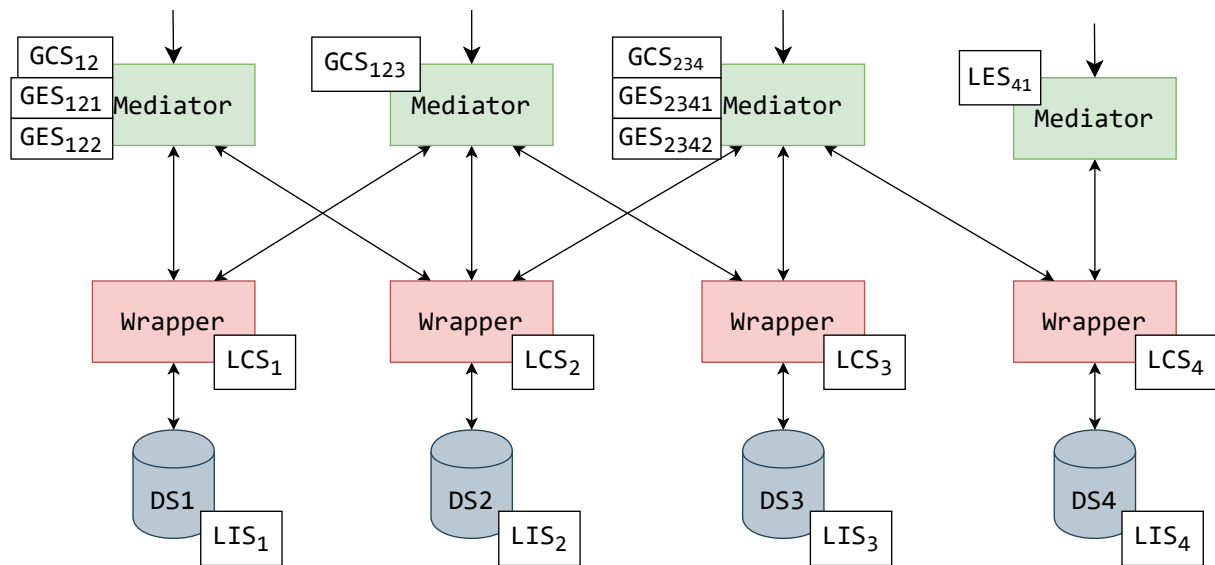 GCS₁₂
GES₁₂₁
GES₁₂₂
Mediator
GCS₁₂₃
Mediator
GCS₂₃₄
GES₂₃₄₁
GES₂₃₄₂
Mediator
LES₄₁
Mediator
Wrapper
LCS₁
Wrapper
LCS₂
Wrapper
LCS₃
Wrapper
LCS₄
DS1
LIS₁
DS2
LIS₂
DS3
LIS₃
DS4
LIS₄